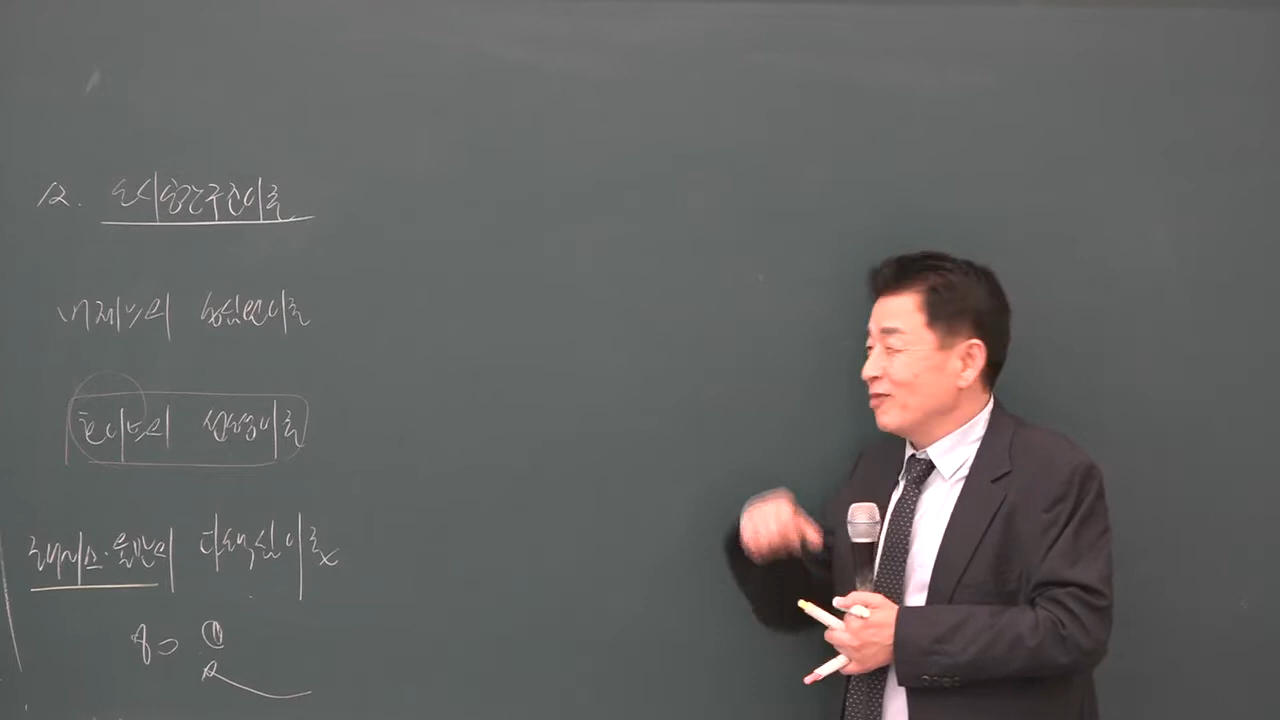 2. 도시공간구조이론
버제스의 동심원이론
호이트의 선형이론
해리스·울만의 다핵심이론
①